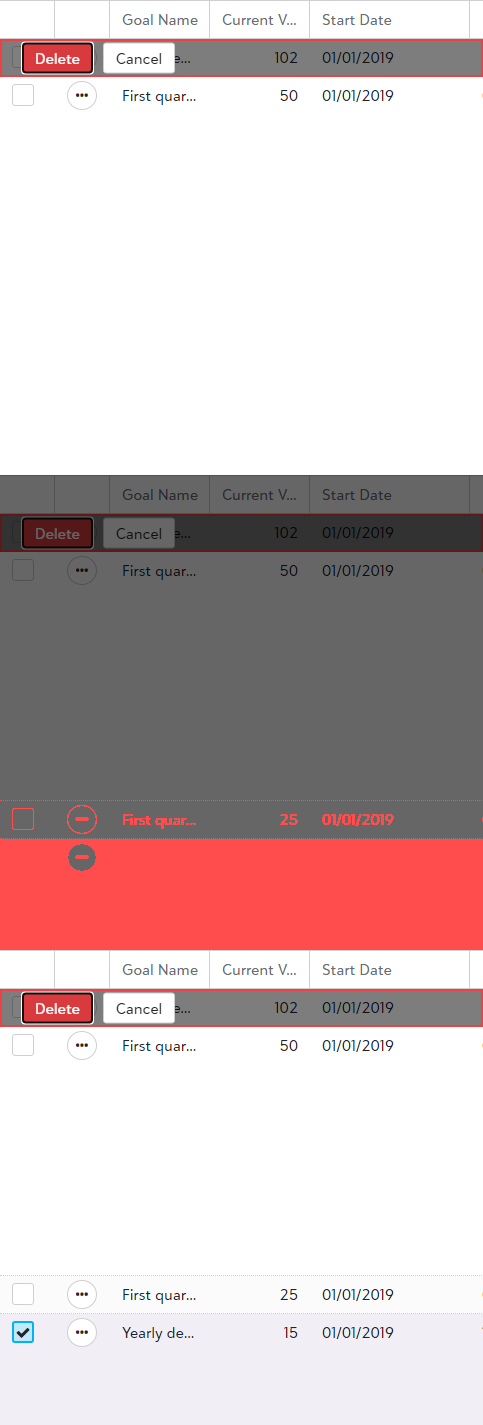 Goal Name Current V... Start Date
Delete Cancel e... 102 01/01/2019
First quar... 50 01/01/2019
Goal Name Current V... Start Date
Delete Cancel e... 102 01/01/2019
First quar... 50 01/01/2019
First quar... 25 01/01/2019
Goal Name Current V... Start Date
Delete Cancel e... 102 01/01/2019
First quar... 50 01/01/2019
First quar... 25 01/01/2019
Yearly de... 15 01/01/2019